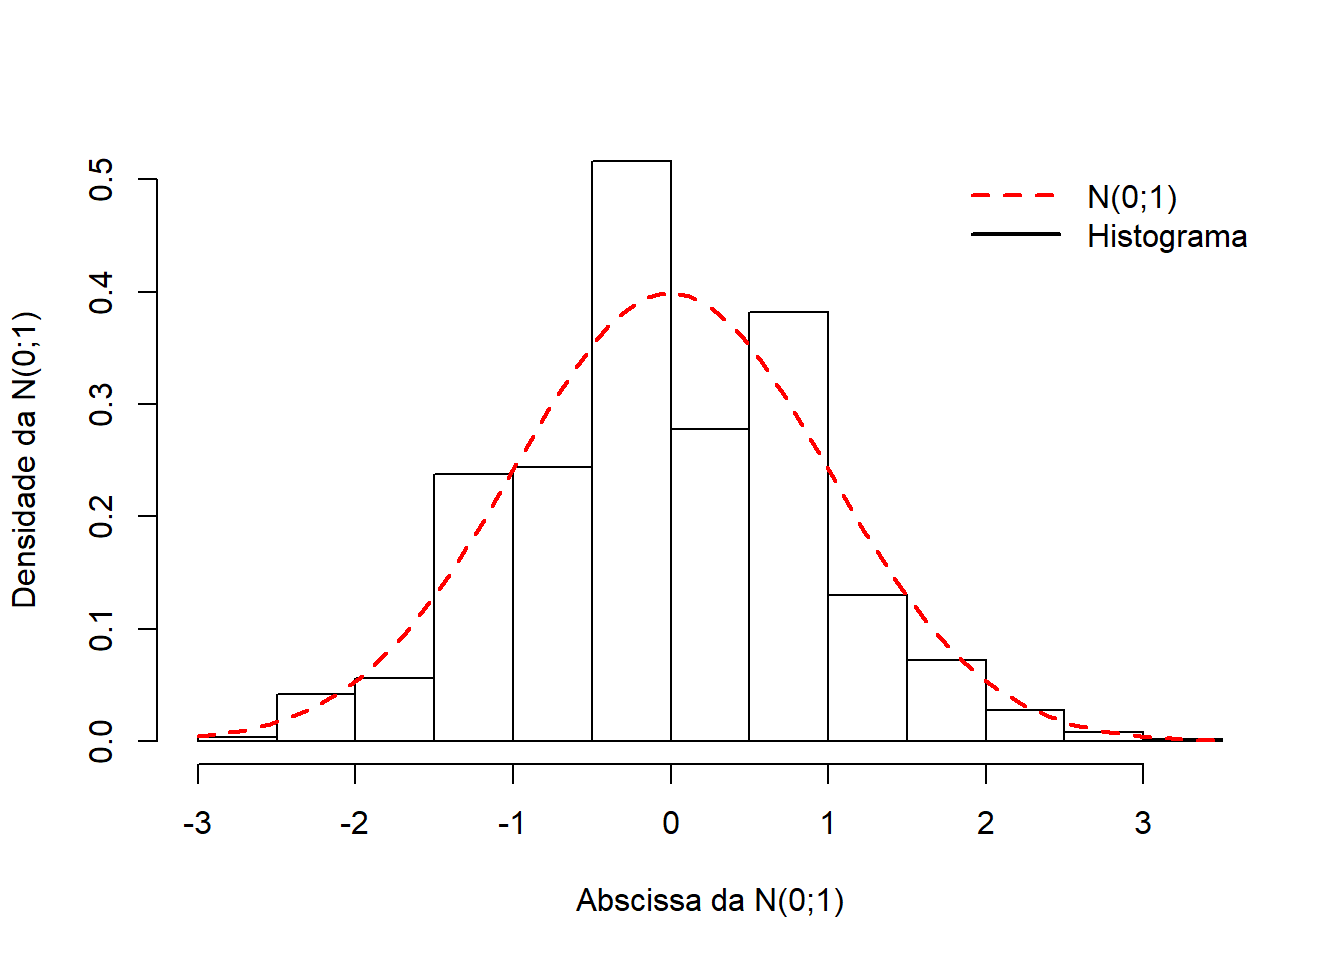 N(0;1)
Histograma
Densidade da N(0;1)
0.5
0.4
0.3
0.2
0.1
0.0
-3 -2 -1 0 1 2 3
Abscissa da N(0;1)